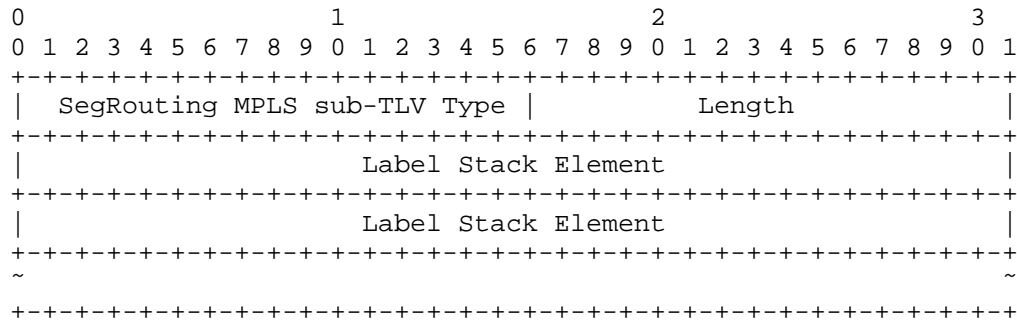 0                   1                   2                   3
0 1 2 3 4 5 6 7 8 9 0 1 2 3 4 5 6 7 8 9 0 1 2 3 4 5 6 7 8 9 0 1
+-+-+-+-+-+-+-+-+-+-+-+-+-+-+-+-+-+-+-+-+-+-+-+-+-+-+-+-+-+-+-+
|  SegRouting MPLS sub-TLV Type |          Length             |
+-+-+-+-+-+-+-+-+-+-+-+-+-+-+-+-+-+-+-+-+-+-+-+-+-+-+-+-+-+-+-+
|                     Label Stack Element                     |
+-+-+-+-+-+-+-+-+-+-+-+-+-+-+-+-+-+-+-+-+-+-+-+-+-+-+-+-+-+-+-+
|                     Label Stack Element                     |
+-+-+-+-+-+-+-+-+-+-+-+-+-+-+-+-+-+-+-+-+-+-+-+-+-+-+-+-+-+-+-+
~                                                             ~
+-+-+-+-+-+-+-+-+-+-+-+-+-+-+-+-+-+-+-+-+-+-+-+-+-+-+-+-+-+-+-+